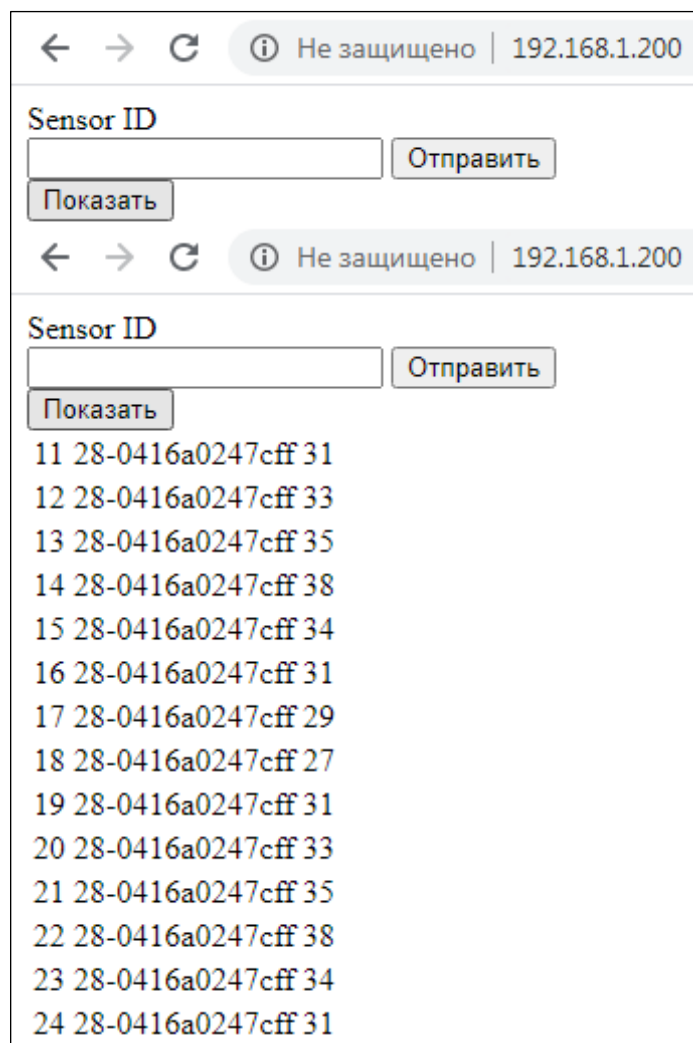 Не защищено | 192.168.1.200
Sensor ID
Отправить
Показать
Не защищено | 192.168.1.200
Sensor ID
Отправить
Показать
11 28-0416a0247cff 31
12 28-0416a0247cff 33
13 28-0416a0247cff 35
14 28-0416a0247cff 38
15 28-0416a0247cff 34
16 28-0416a0247cff 31
17 28-0416a0247cff 29
18 28-0416a0247cff 27
19 28-0416a0247cff 31
20 28-0416a0247cff 33
21 28-0416a0247cff 35
22 28-0416a0247cff 38
23 28-0416a0247cff 34
24 28-0416a0247cff 31